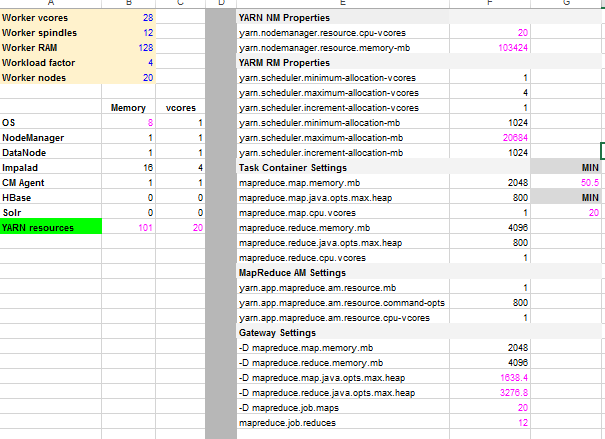 A B C D E F G
Worker vcores 28
Worker spindles 12
Worker RAM 128
Workload factor 4
Worker nodes 20
Memory vcores
OS 8 1
NodeManager 1 1
DataNode 1 1
Impalad 16 4
CM Agent 1 1
HBase 0 0
Solr 0 0
YARN resources 101 20
YARN NM Properties
yarn.nodemanager.resource.cpu-vcores 20
yarn.nodemanager.resource.memory-mb 103424
YARM RM Properties
yarn.scheduler.minimum-allocation-vcores 1
yarn.scheduler.maximum-allocation-vcores 4
yarn.scheduler.increment-allocation-vcores 1
yarn.scheduler.minimum-allocation-mb 1024
yarn.scheduler.maximum-allocation-mb 20684
yarn.scheduler.increment-allocation-mb 1024
Task Container Settings MIN
mapreduce.map.memory.mb 2048 50.5
mapreduce.map.java.opts.max.heap 800 MIN
mapreduce.map.cpu.vcores 1 20
mapreduce.reduce.memory.mb 4096
mapreduce.reduce.java.opts.max.heap 800
mapreduce.reduce.cpu.vcores 1
MapReduce AM Settings
yarn.app.mapreduce.am.resource.mb 1
yarn.app.mapreduce.am.resource.command-opts 800
yarn.app.mapreduce.am.resource.cpu-vcores 1
Gateway Settings
-D mapreduce.map.memory.mb 2048
-D mapreduce.reduce.memory.mb 4096
-D mapreduce.map.java.opts.max.heap 1638.4
-D mapreduce.reduce.java.opts.max.heap 3276.8
-D mapreduce.job.maps 20
mapreduce.job.reduces 12